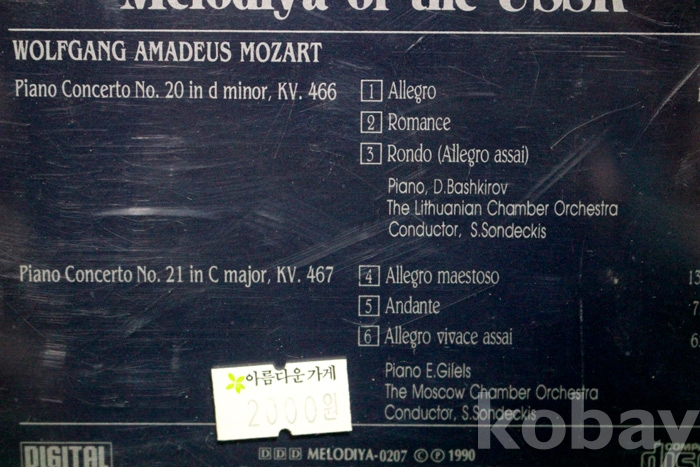 Melodiya of the USSR
WOLFGANG AMADEUS MOZART
Piano Concerto No. 20 in d minor, KV. 466
1 Allegro
2 Romance
3 Rondo (Allegro assai)
Piano, D.Bashkirov
The Lithuanian Chamber Orchestra
Conductor, S.Sondeckis
Piano Concerto No. 21 in C major, KV. 467
4 Allegro maestoso 13
5 Andante 7
6 Allegro vivace assai 6
Piano E.Gilels
The Moscow Chamber Orchestra
Conductor, S.Sondeckis
아름다운가게
2000원
kobay
DIGITAL
DDD MELODIYA-0207 ©Ⓟ 1990